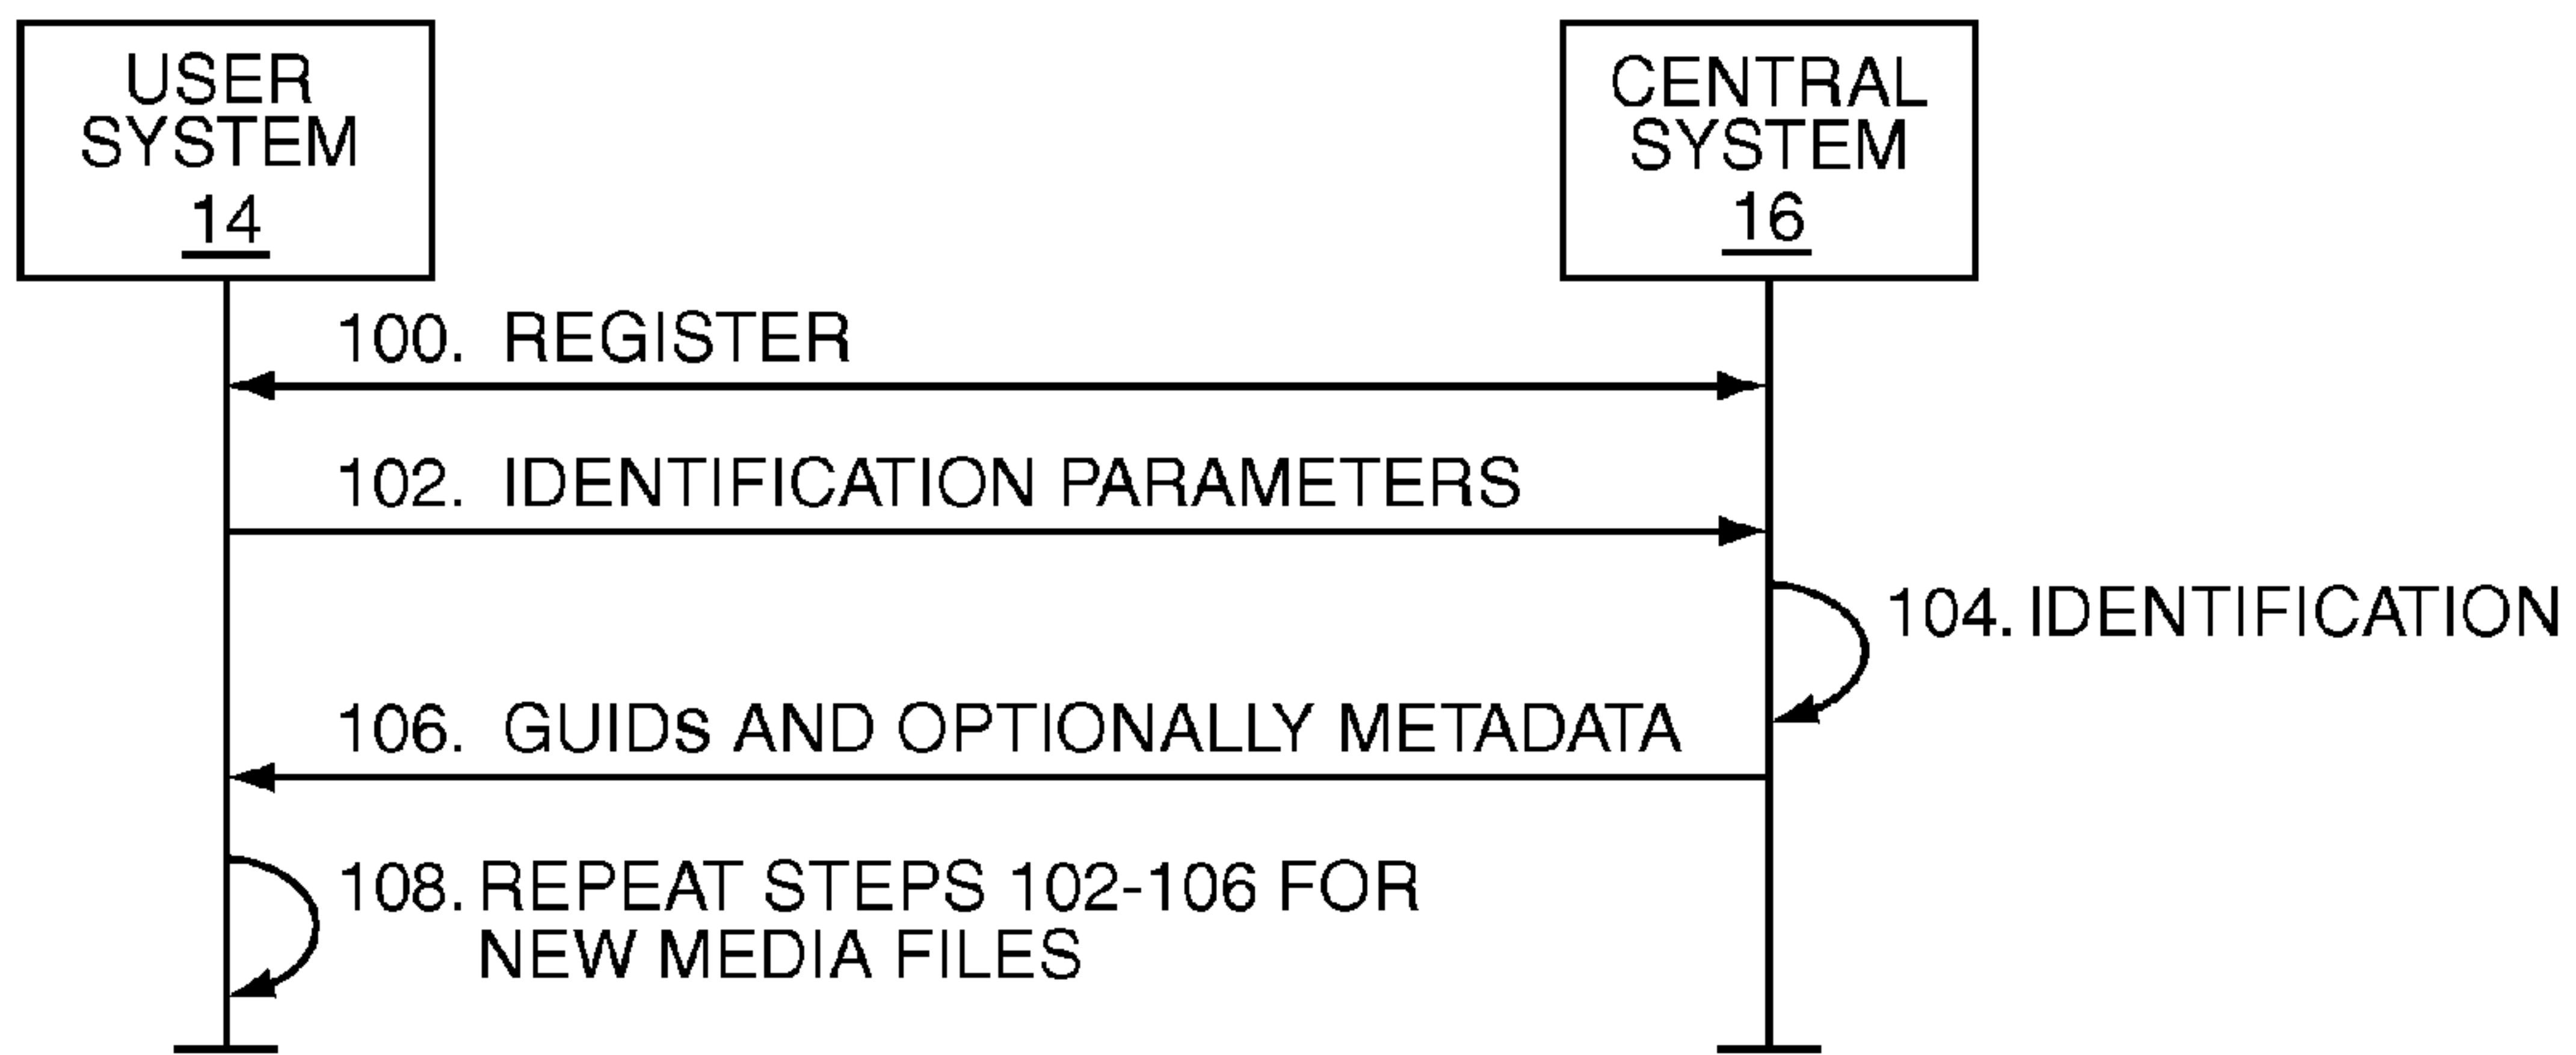 USER
SYSTEM
14
CENTRAL
SYSTEM
16
100. REGISTER
102. IDENTIFICATION PARAMETERS
104. IDENTIFICATION
106. GUIDs AND OPTIONALLY METADATA
108. REPEAT STEPS 102-106 FOR
NEW MEDIA FILES